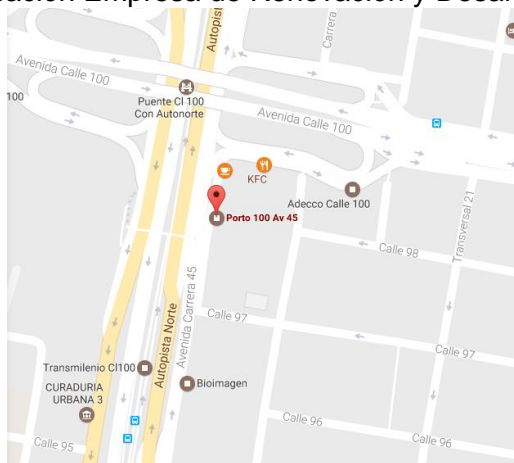 Empresa de Renovación y
Autopista
Carrera
Avenida Calle 100
100
Puente Cl 100
Con Autonorte
Avenida Calle 100
KFC
Adecco Calle 100
Porto 100 Av 45
Transversal 21
Calle 98
Avenida Carrera 45
Autopista Norte
Calle 97
Calle 97
Transmilenio Cl100
CURADURIA
URBANA 3
Bioimagen
Calle 96
Calle 96
Calle 95